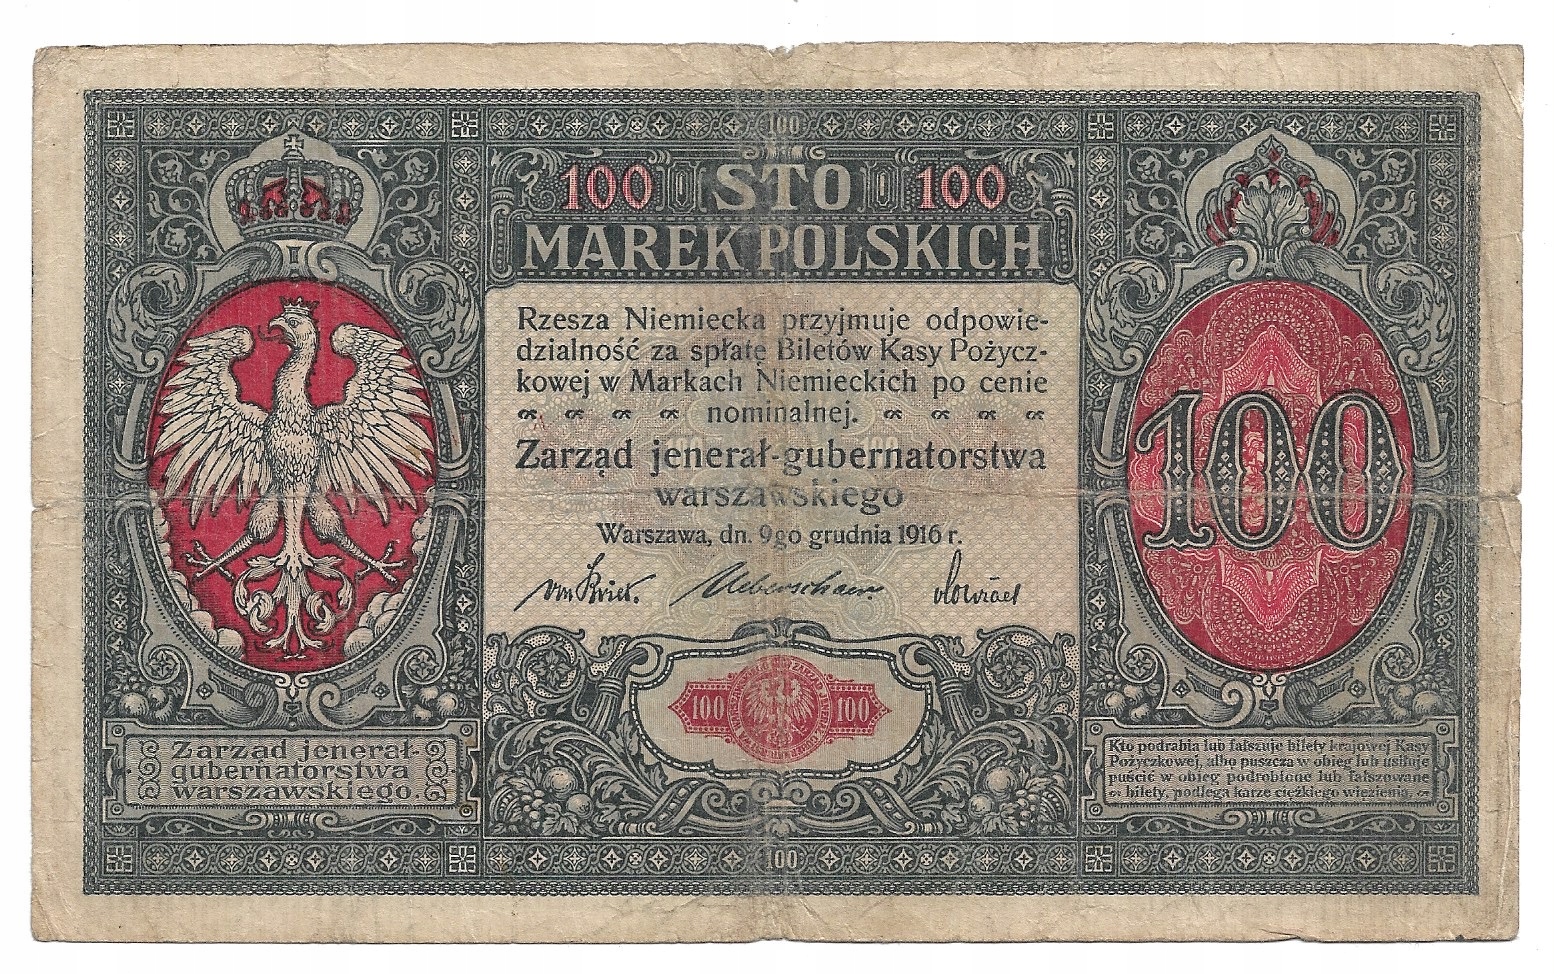 100
100 STO 100
MAREK POLSKICH
Rzesza Niemiecka przyjmuje odpowie-
dzialność za spłatę Biletów Kasy Pożycz-
kowej w Markach Niemieckich po cenie
nominalnej.
Zarząd jenerał-gubernatorstwa
warszawskiego
Warszawa, dn. 9go grudnia 1916 r.
100
100 100
Zarząd jenerał-
gubernatorstwa
warszawskiego.
Kto podrabia lub fałszuje bilety krajowej Kasy
Pożyczkowej, albo puszcza w obieg lub usiłuje
puścić w obieg podrobione lub fałszowane
bilety, podlega karze ciężkiego więzienia.
100